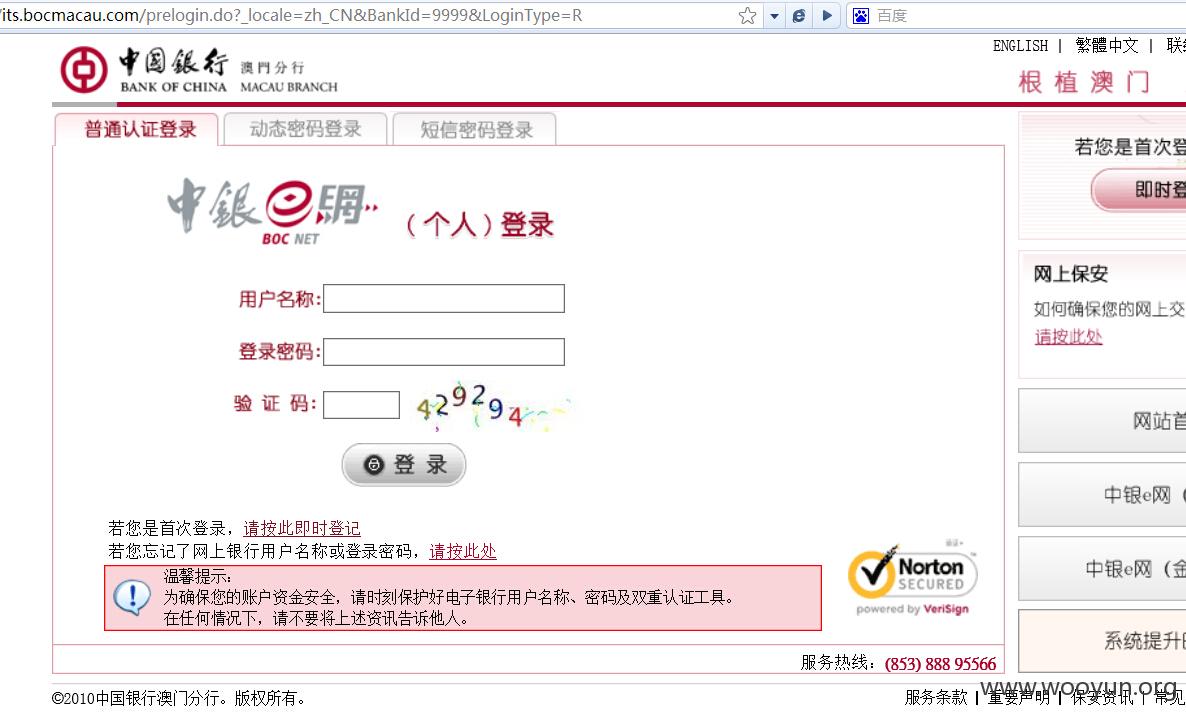 its.bocmacau.com/prelogin.do?_locale=zh_CN&BankId=9999&LoginType=R
百度
ENGLISH | 繁體中文 | 联
中国銀行 澳門分行
BANK OF CHINA MACAU BRANCH
根植澳门
普通认证登录 动态密码登录 短信密码登录
若您是首次登
即时登
中銀e網 (个人)登录
BOC NET
网上保安
用户名称:
如何确保您的网上交
请按此处
登录密码:
验 证 码: 429294
网站首
登 录
中银e网（
若您是首次登录，请按此即时登记
若您忘记了网上银行用户名称或登录密码，请按此处
中银e网（金
温馨提示:
为确保您的账户资金安全，请时刻保护好电子银行用户名称、密码及双重认证工具。
在任何情况下，请不要将上述资讯告诉他人。
Norton
SECURED
powered by VeriSign
系统提升
服务热线：(853) 888 95566
©2010中国银行澳门分行。版权所有。
服务条款 | 重要声明 | 保安资讯 | 常见
www.wooyun.org